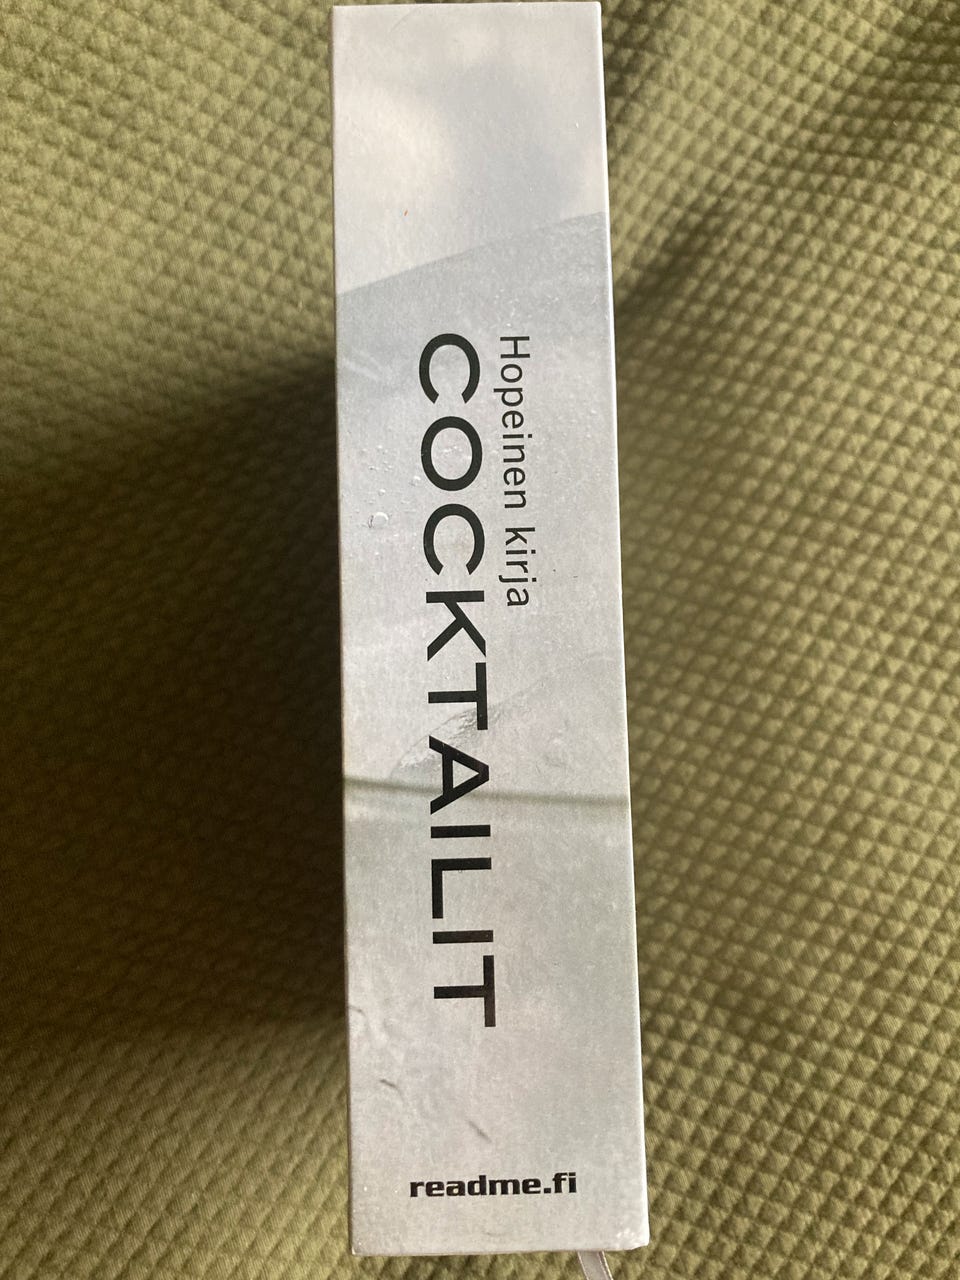 Hopeinen kirja
COCKTAILIT
readme.fi